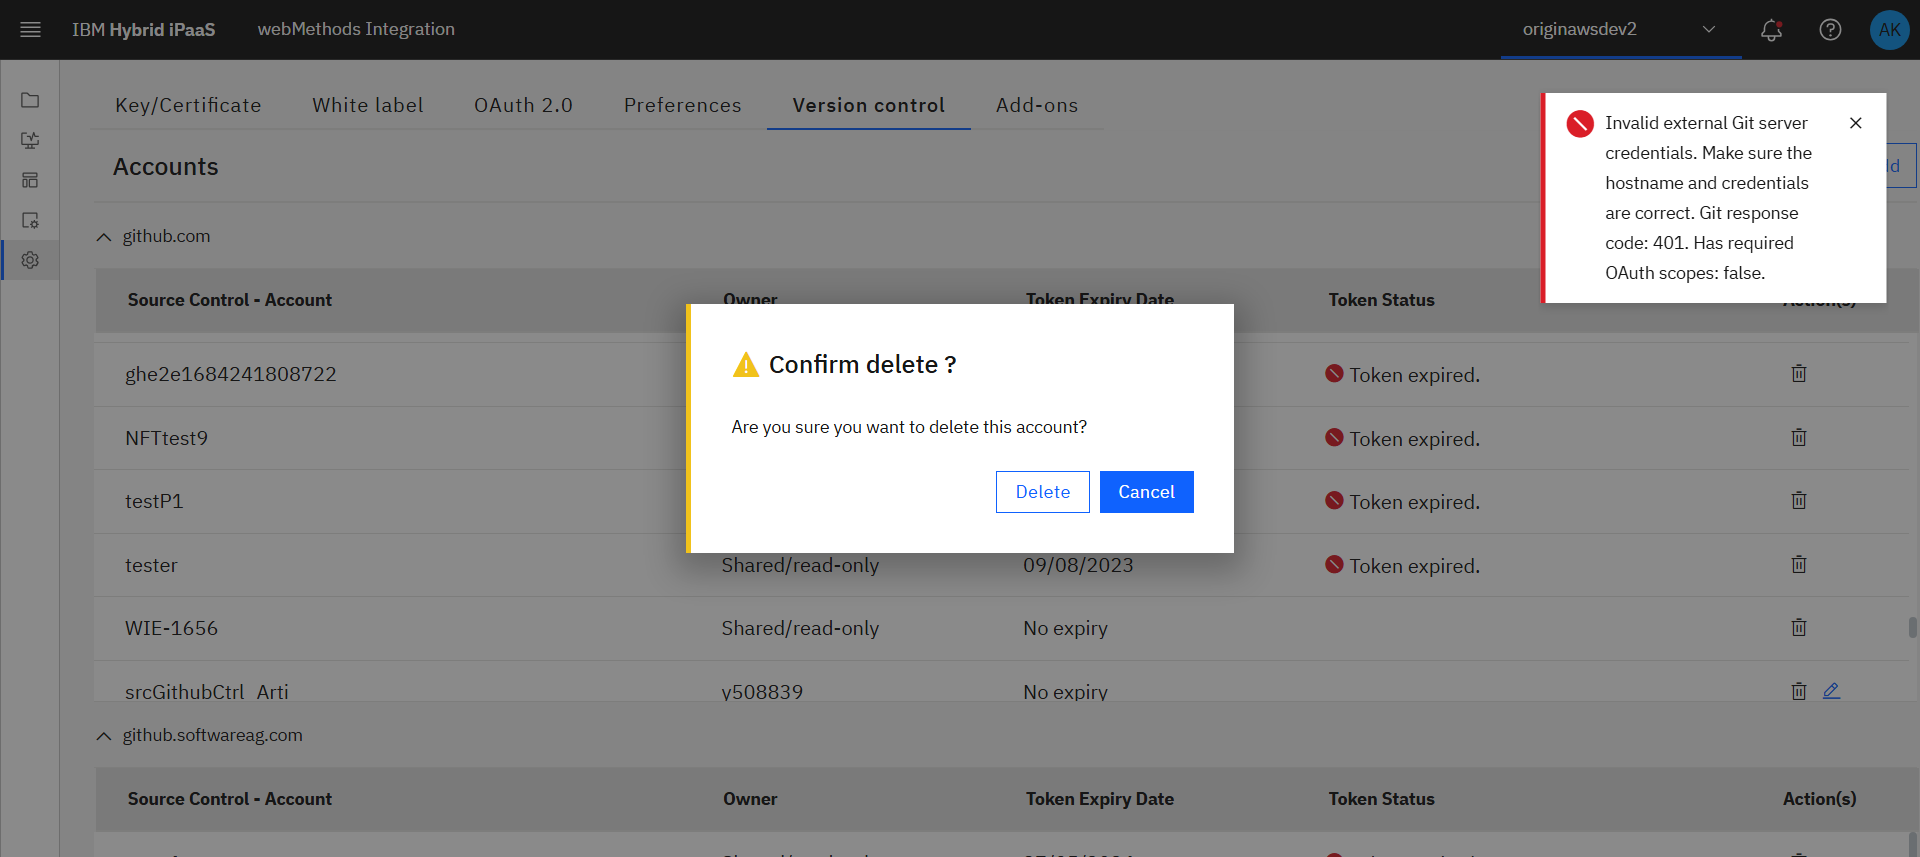 IBM Hybrid iPaaS
webMethods Integration
originawsdev2
AK
Key/Certificate
White label
OAuth 2.0
Preferences
Version control
Add-ons
Invalid external Git server
credentials. Make sure the
hostname and credentials
are correct. Git response
code: 401. Has required
OAuth scopes: false.
Accounts
github.com
Source Control - Account
Owner
Token Expiry Date
Token Status
Action(s)
ghe2e1684241808722
Token expired.
NFTtest9
Token expired.
testP1
Token expired.
tester
Shared/read-only
09/08/2023
Token expired.
WIE-1656
Shared/read-only
No expiry
srcGithubCtrl_Arti
y508839
No expiry
Confirm delete ?
Are you sure you want to delete this account?
Delete
Cancel
github.softwareag.com
Source Control - Account
Owner
Token Expiry Date
Token Status
Action(s)